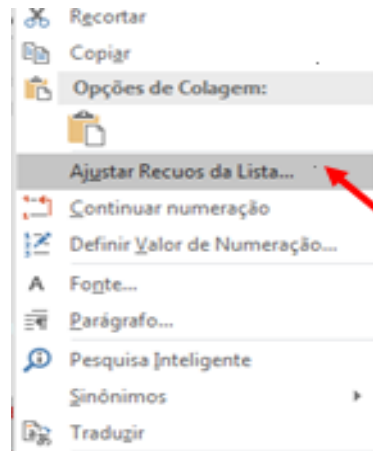 Recortar
Copiar
Opções de Colagem:
Ajustar Recuos da Lista...
Continuar numeração
Definir Valor de Numeração...
A Fonte...
Parágrafo...
Pesquisa Inteligente
Sinónimos
Traduzir